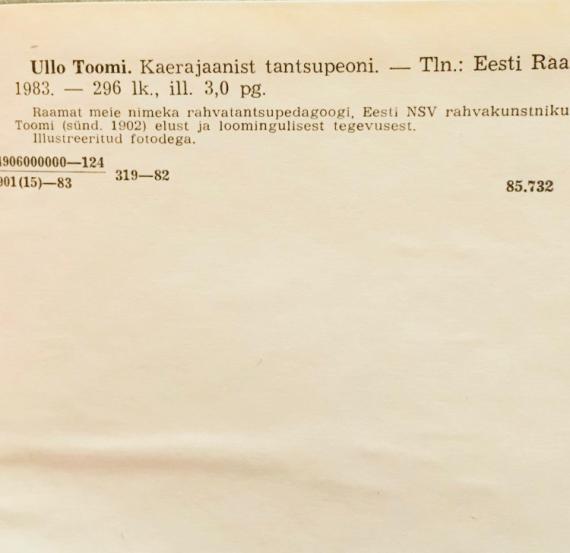 Ullo Toomi. Kaerajaanist tantsupeoni. — Tln.: Eesti Raa
1983. — 296 lk., ill. 3,0 pg.
Raamat meie nimeka rahvatantsupedagoogi, Eesti NSV rahvakunstniku
Toomi (sünd. 1902) elust ja loomingulisest tegevusest.
Illustreeritud fotodega.
4906000000—124
901(15)—83
319—82
85.732